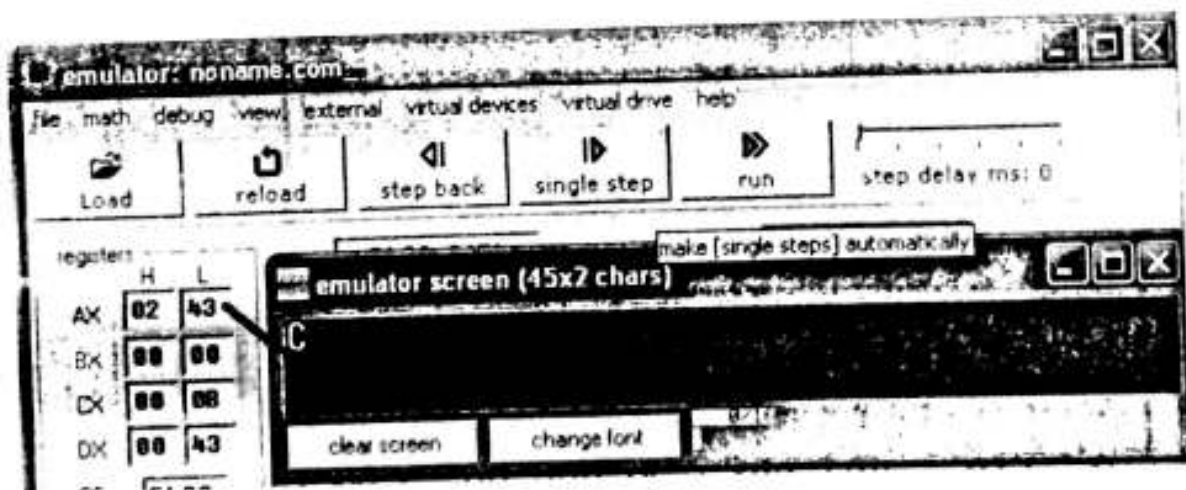 emulator: noname.com
file math debug view external virtual devices virtual drive help
Load reload step back single step run step delay ms: 0
make [single steps] automatically
registers
H L
emulator screen (45x2 chars)
AX 02 43
C
BX 00 00
CX 00 0B
DX 00 43
clear screen change font